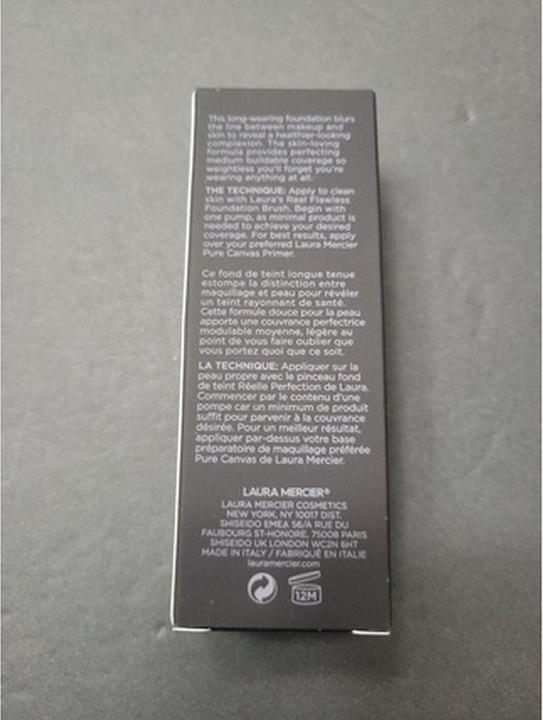 This long-wearing foundation blurs
the line between makeup and
skin to reveal a healthier-looking
complexion. The skin-loving
formula provides perfecting
medium buildable coverage so
weightless you'll forget you're
wearing anything at all.
THE TECHNIQUE: Apply to clean
skin with Laura's Real Flawless
Foundation Brush. Begin with
one pump, as minimal product is
needed to achieve your desired
coverage. For best results, apply
over your preferred Laura Mercier
Pure Canvas Primer.
Ce fond de teint longue tenue
estompe la distinction entre
maquillage et peau pour révéler
un teint rayonnant de santé.
Cette formule douce pour la peau
apporte une couvrance perfectrice
modulable moyenne, légère au
point de vous faire oublier que
vous portez quoi que ce soit.
LA TECHNIQUE: Appliquer sur la
peau propre avec le pinceau fond
de teint Réelle Perfection de Laura.
Commencer par le contenu d'une
pompe car un minimum de produit
suffit pour parvenir à la couvrance
désirée. Pour un meilleur résultat,
appliquer par-dessus votre base
préparatoire de maquillage préférée
Pure Canvas de Laura Mercier.
LAURA MERCIER®
LAURA MERCIER COSMETICS
NEW YORK, NY 10017 DIST.
SHISEIDO EMEA 56/A RUE DU
FAUBOURG ST-HONORE, 75008 PARIS
SHISEIDO UK LONDON WC2N 6HT
MADE IN ITALY / FABRIQUÉ EN ITALIE
lauramercier.com
12M